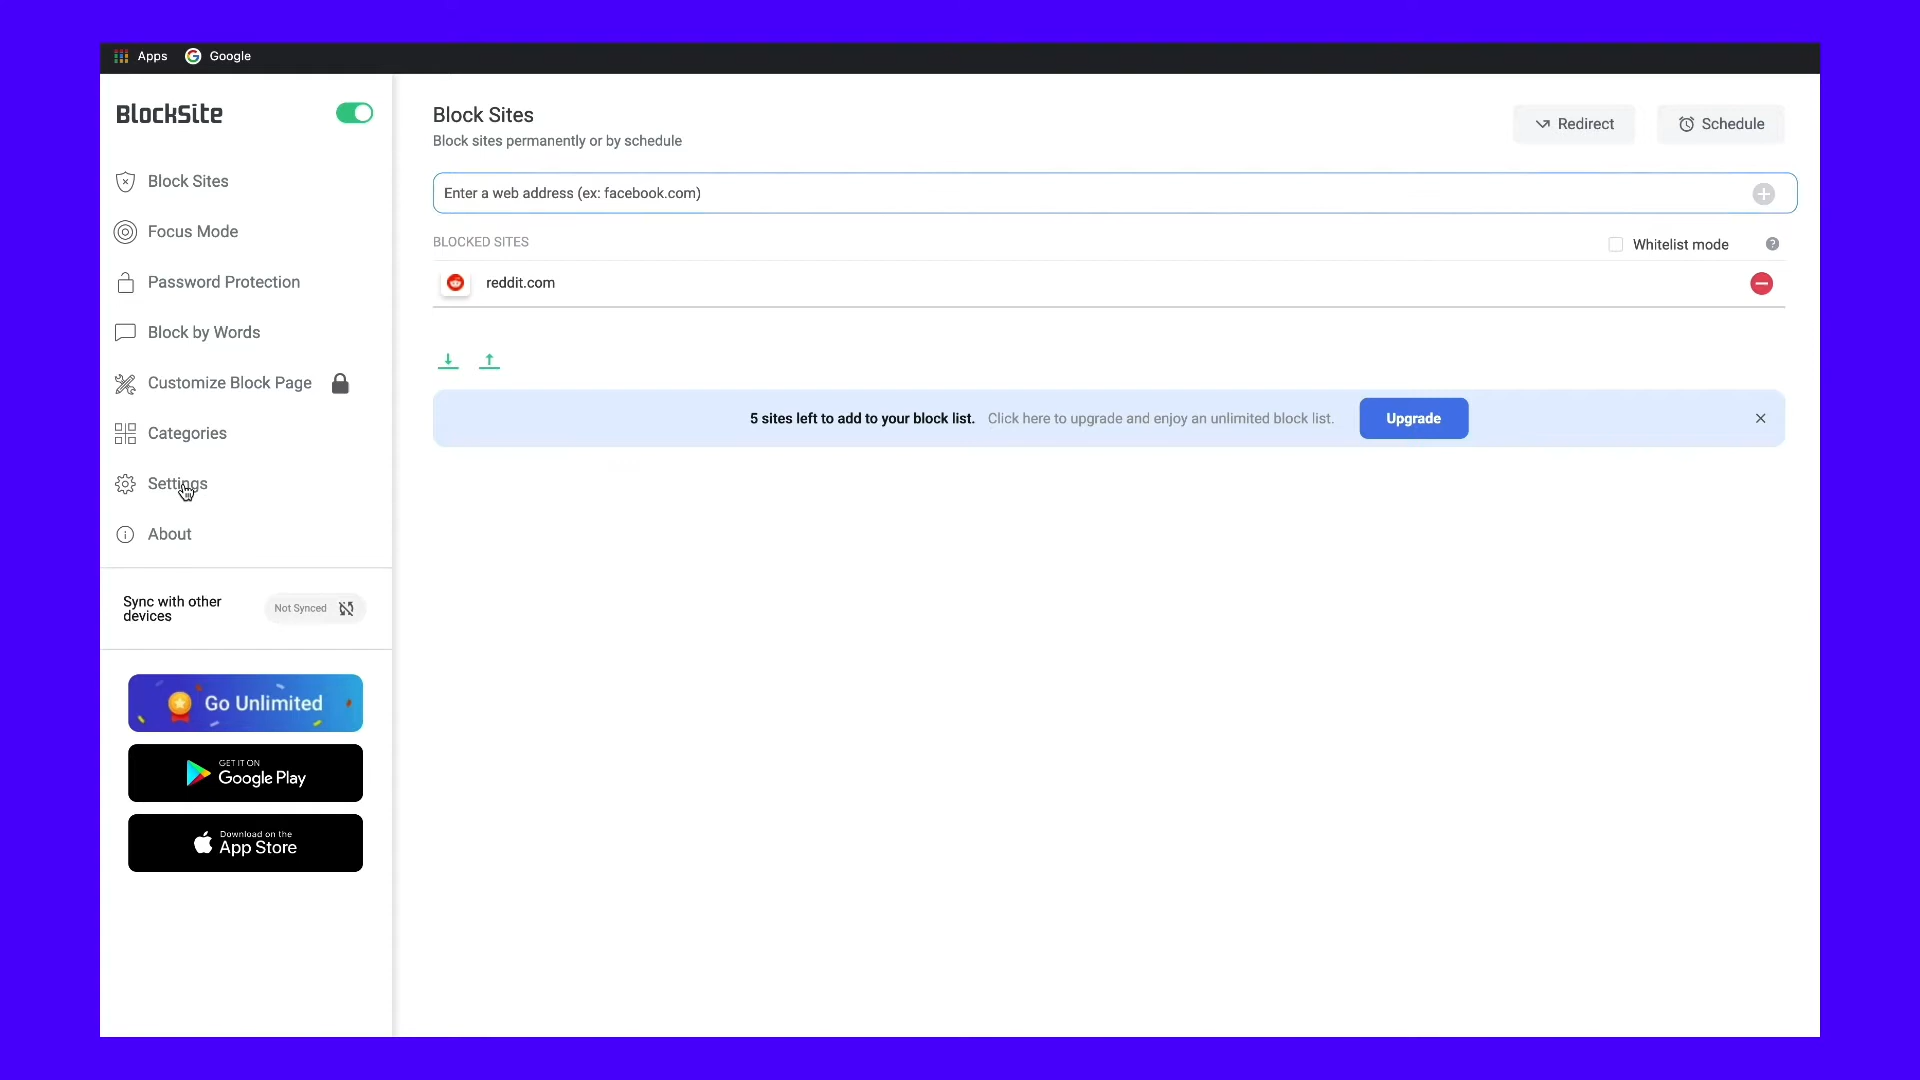 Apps
Google
BlockSite
Block Sites
Focus Mode
Password Protection
Block by Words
Customize Block Page
Categories
Settings
About
Sync with other
devices
Not Synced
Go Unlimited
GET IT ON
Google Play
Download on the
App Store
Block Sites
Block sites permanently or by schedule
Redirect
Schedule
Enter a web address (ex: facebook.com)
BLOCKED SITES
Whitelist mode
?
reddit.com
5 sites left to add to your block list. Click here to upgrade and enjoy an unlimited block list.
Upgrade